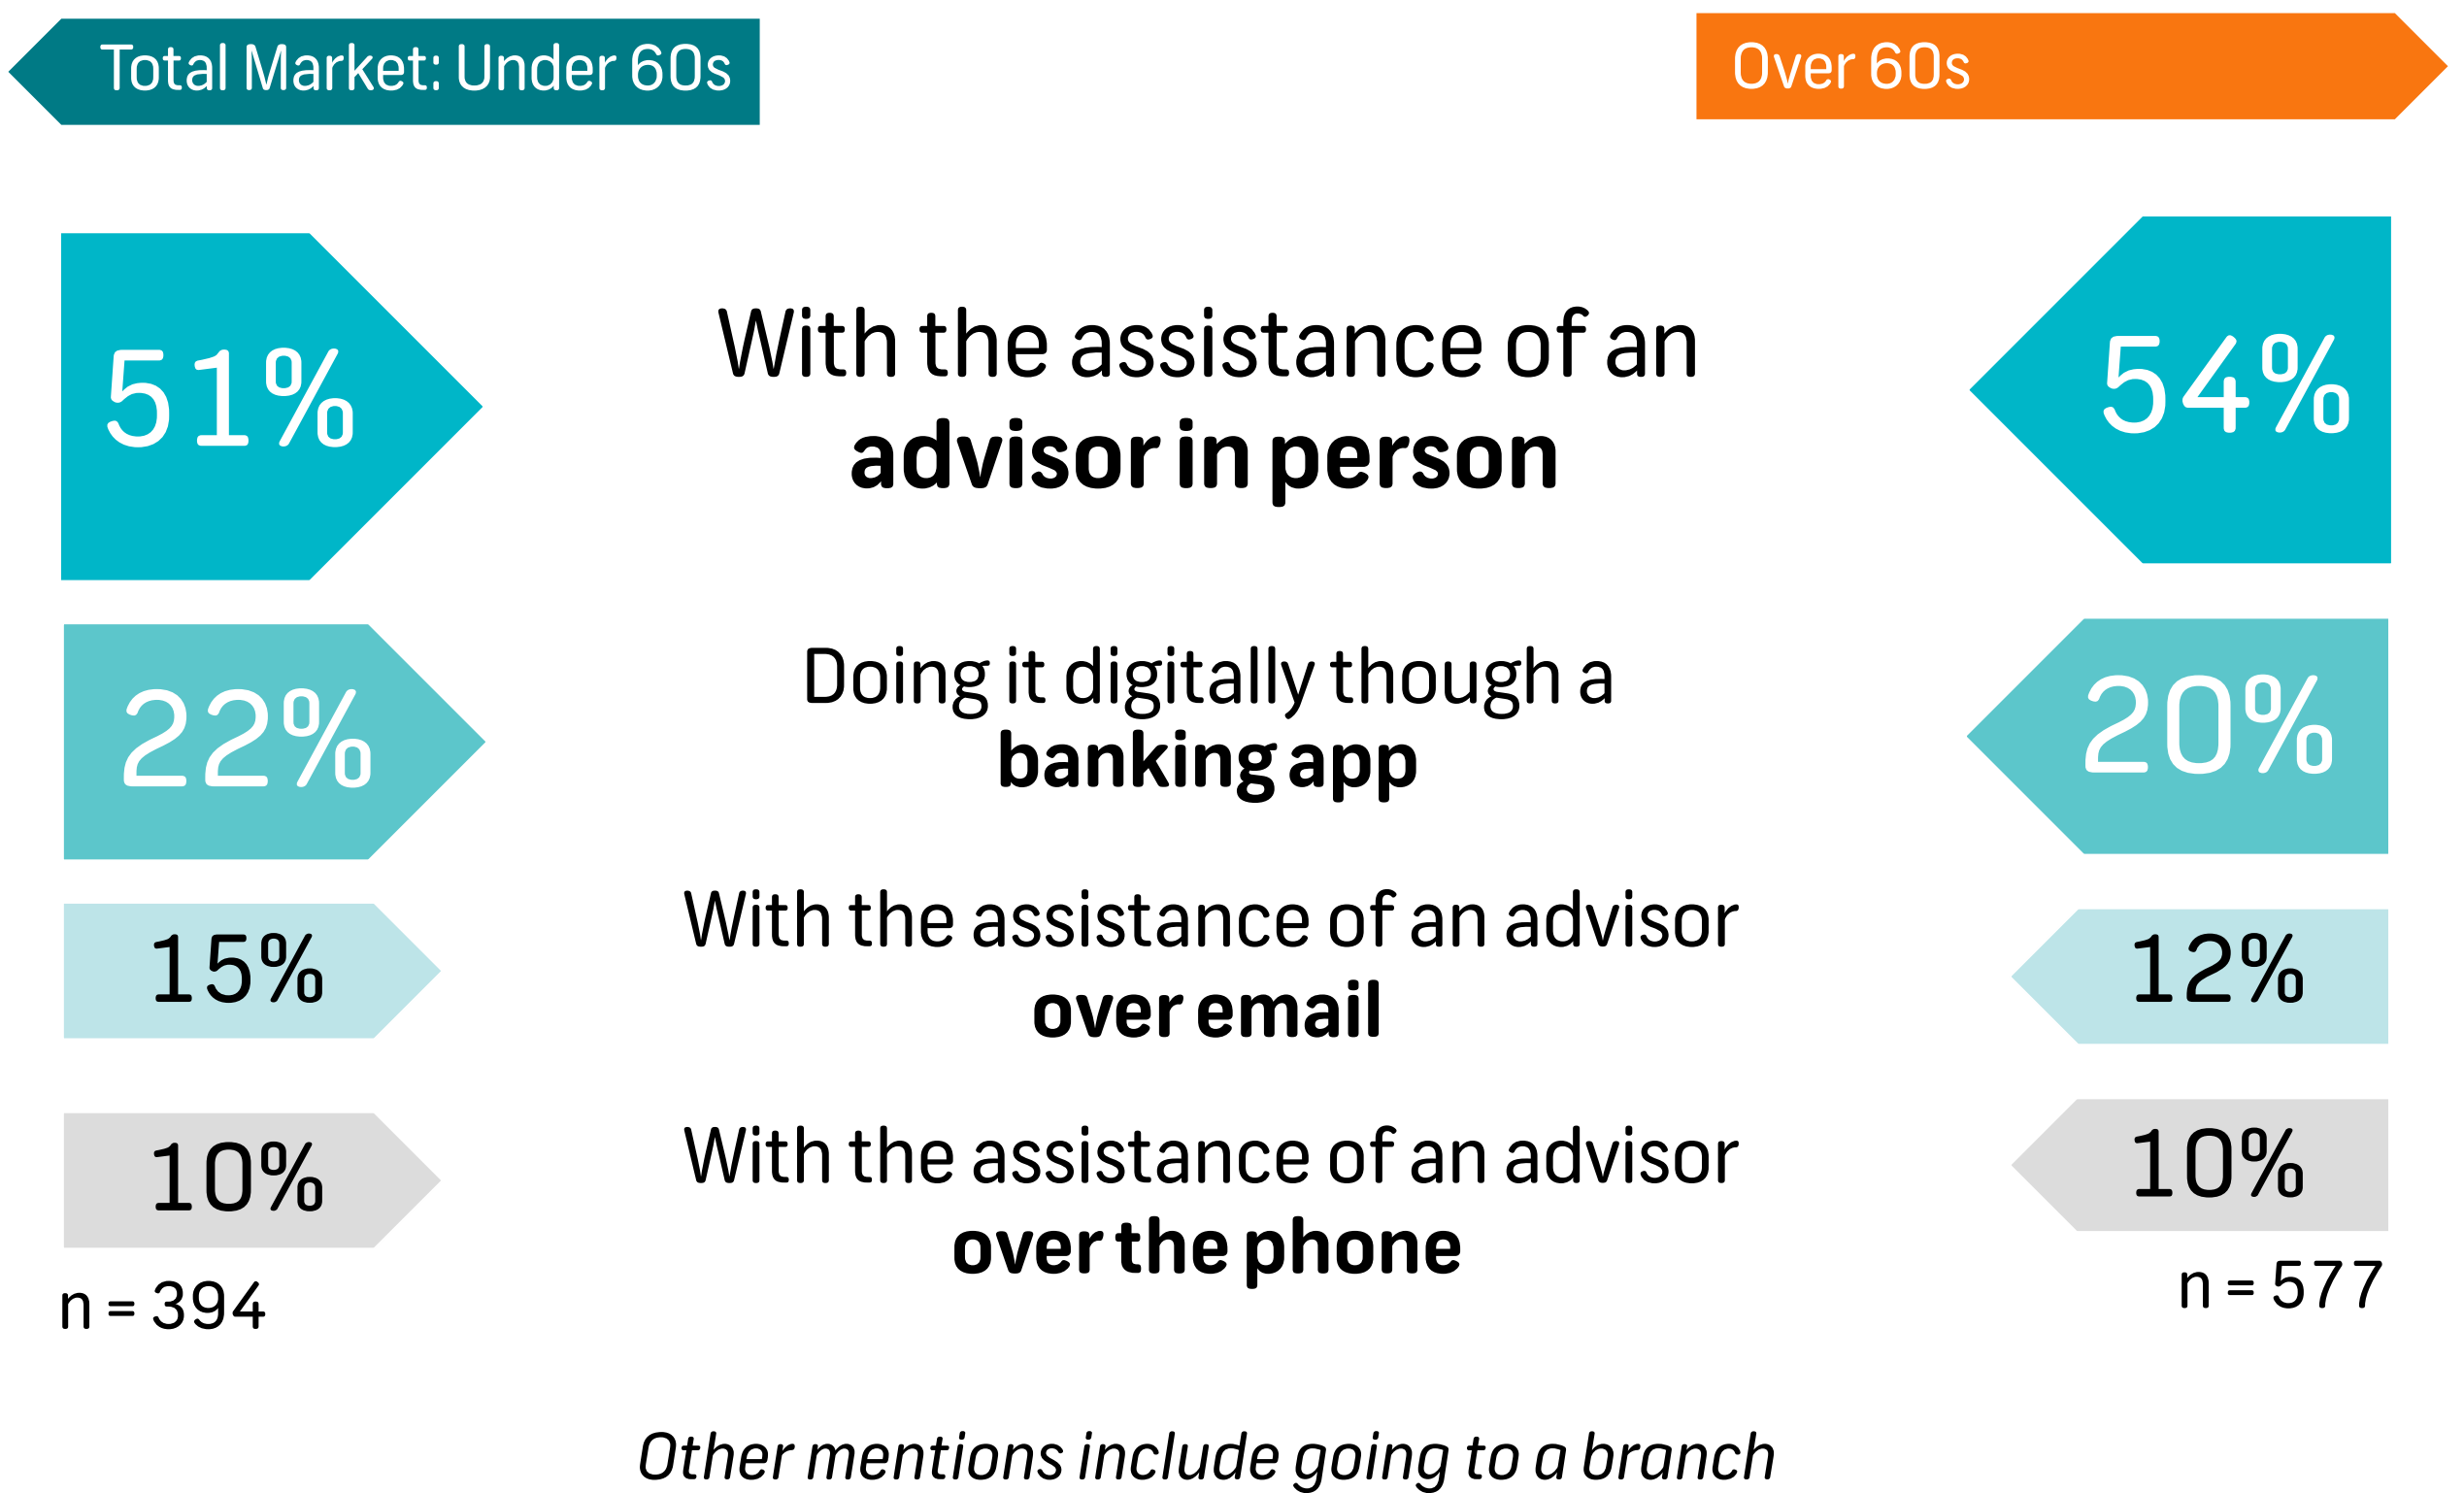 Total Market: Under 60s
Over 60s
51%
With the assistance of an
advisor in person
54%
22%
Doing it digitally though a
banking app
20%
15%
With the assistance of an advisor
over email
12%
10%
With the assistance of an advisor
over the phone
10%
n = 394
n = 577
Other mentions include going to a branch